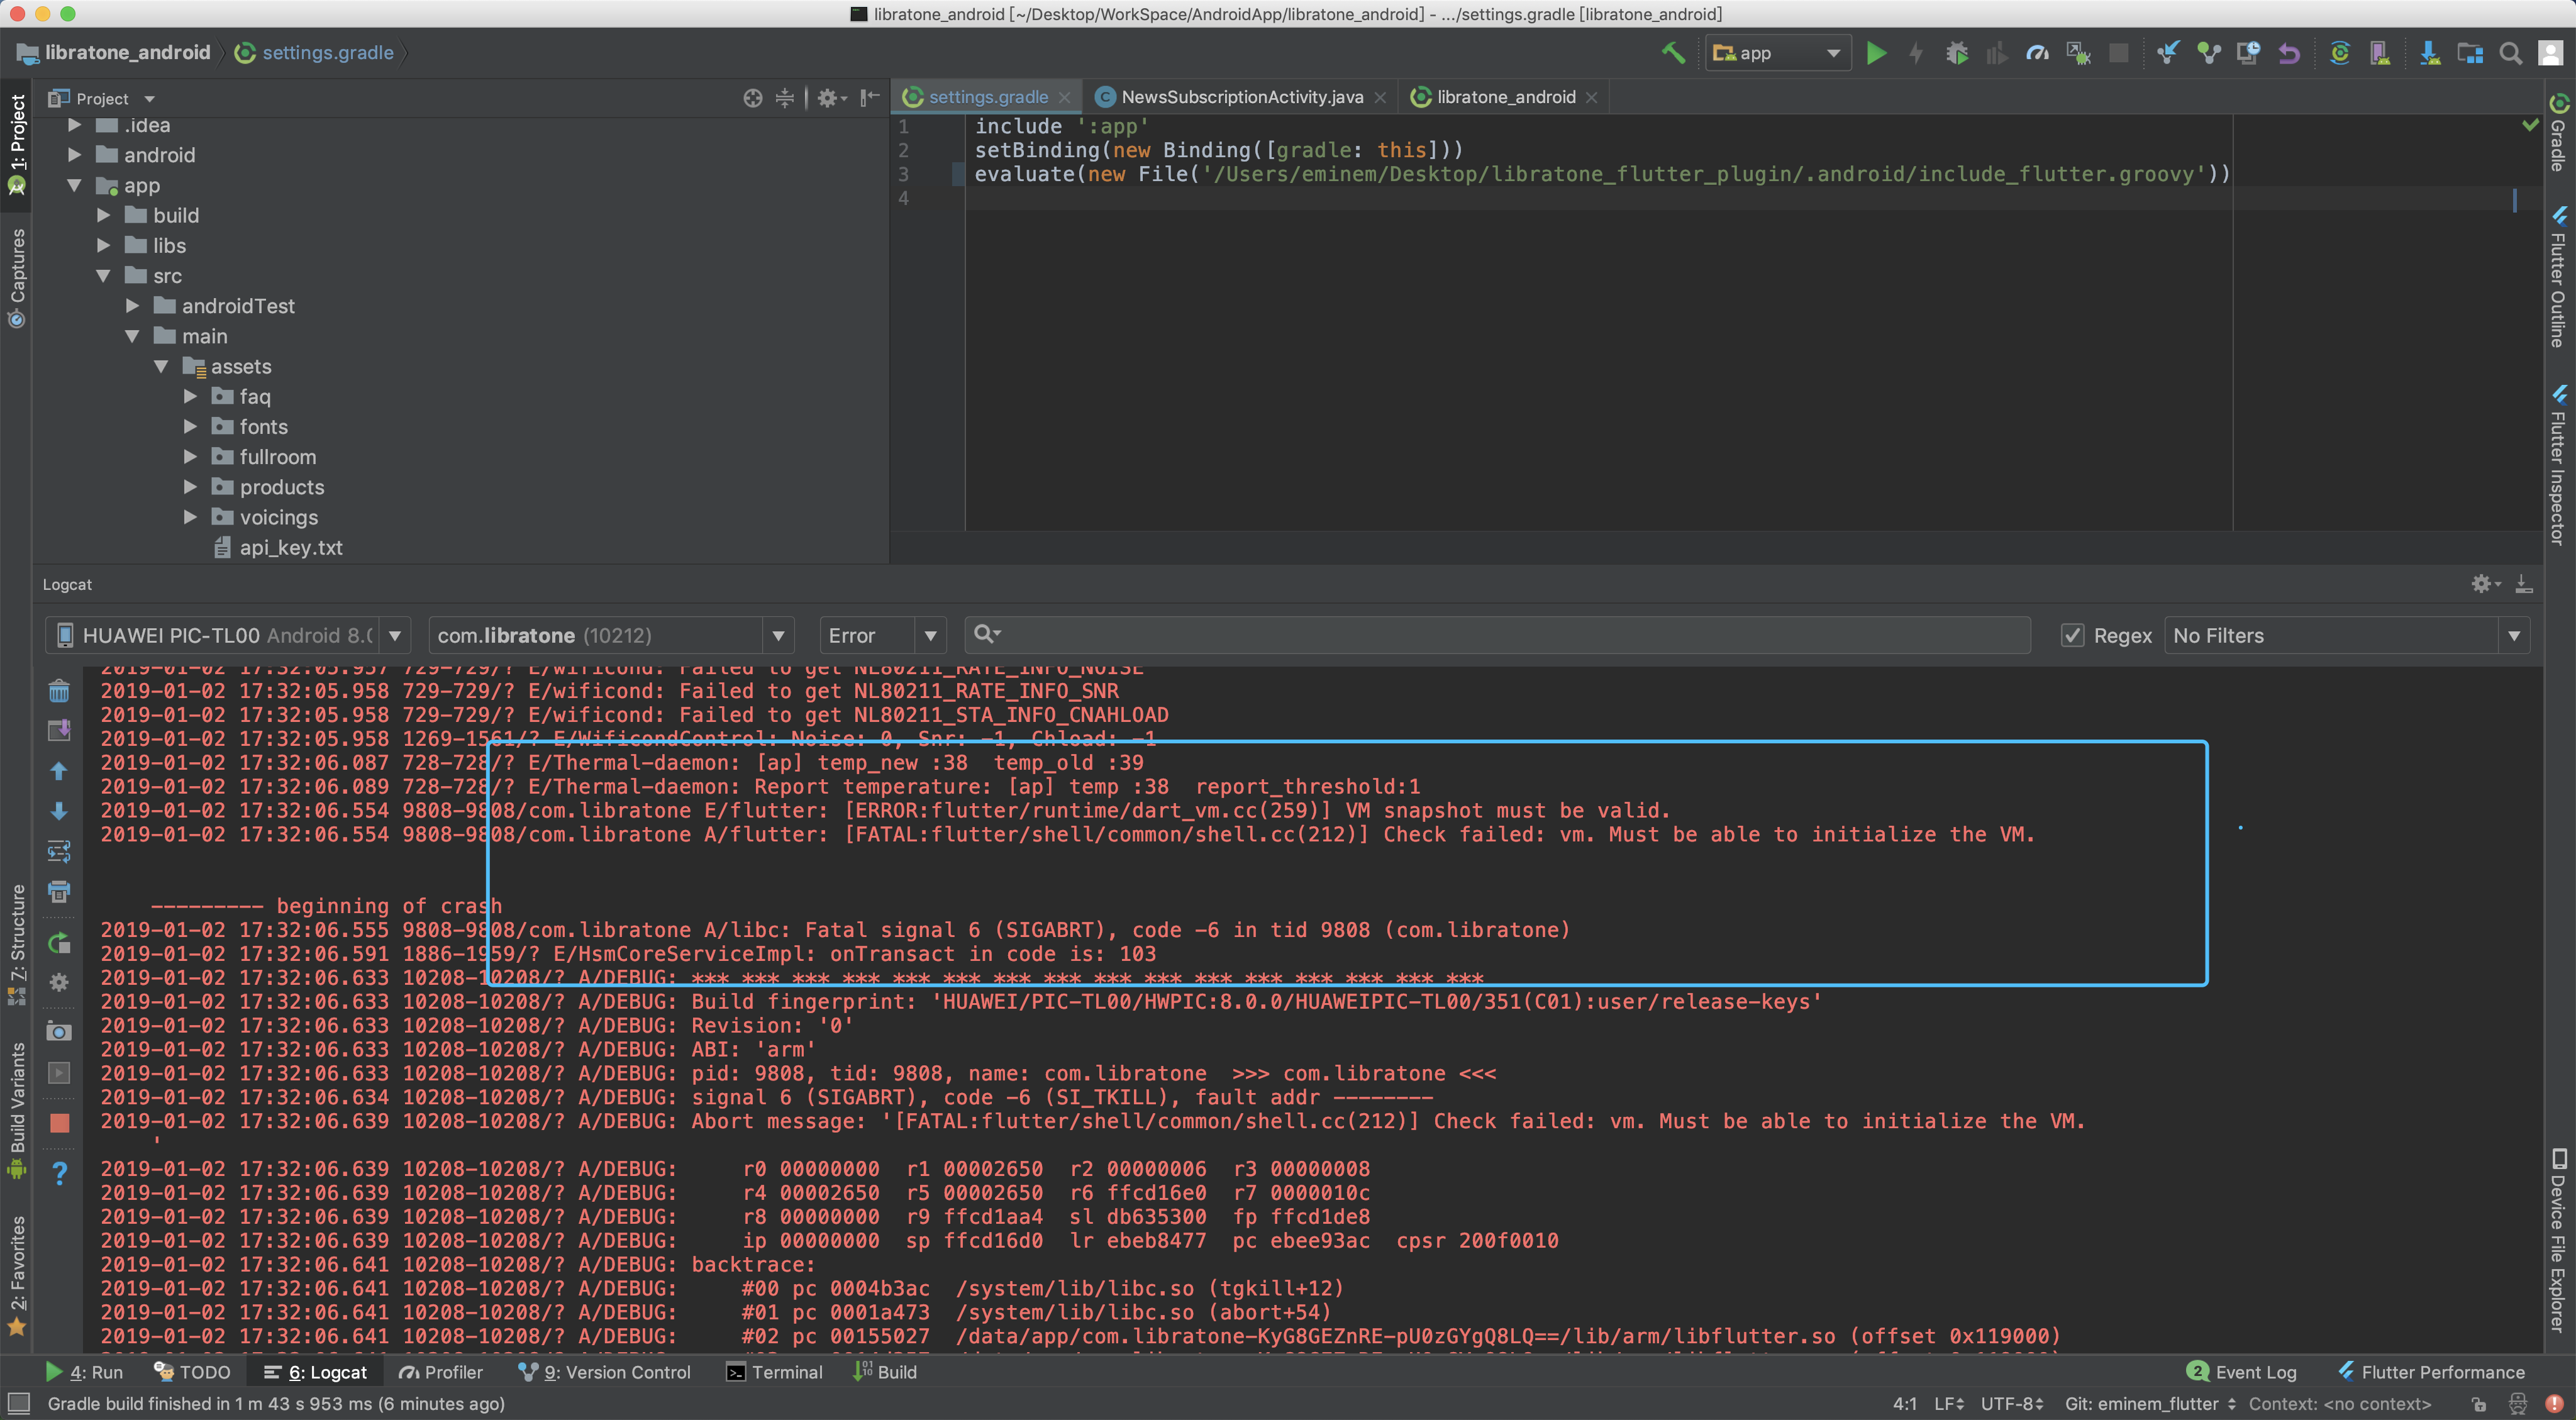 libratone_android [~/Desktop/WorkSpace/AndroidApp/libratone_android] - .../settings.gradle [libratone_android]
libratone_android
settings.gradle
app
1: Project
Captures
Z: Structure
Build Variants
2: Favorites
Project
.idea
android
app
build
libs
src
androidTest
main
assets
faq
fonts
fullroom
products
voicings
api_key.txt
settings.gradle
NewsSubscriptionActivity.java
libratone_android
1 include ':app'
2 setBinding(new Binding([gradle: this]))
3 evaluate(new File('/Users/eminem/Desktop/libratone_flutter_plugin/.android/include_flutter.groovy'))
4
Gradle
Flutter Outline
Flutter Inspector
Device File Explorer
Logcat
HUAWEI PIC-TL00 Android 8.0
com.libratone (10212)
Error
Regex
No Filters
2019-01-02 17:32:05.957 729-729/? E/wificond: Failed to get NL80211_RATE_INFO_NOISE
2019-01-02 17:32:05.958 729-729/? E/wificond: Failed to get NL80211_RATE_INFO_SNR
2019-01-02 17:32:05.958 729-729/? E/wificond: Failed to get NL80211_STA_INFO_CNAHLOAD
2019-01-02 17:32:05.958 1269-1561/? E/WificondControl: Noise: 0, Snr: -1, Chload: -1
2019-01-02 17:32:06.087 728-728/? E/Thermal-daemon: [ap] temp_new :38  temp_old :39
2019-01-02 17:32:06.089 728-728/? E/Thermal-daemon: Report temperature: [ap] temp :38  report_threshold:1
2019-01-02 17:32:06.554 9808-9808/com.libratone E/flutter: [ERROR:flutter/runtime/dart_vm.cc(259)] VM snapshot must be valid.
2019-01-02 17:32:06.554 9808-9808/com.libratone A/flutter: [FATAL:flutter/shell/common/shell.cc(212)] Check failed: vm. Must be able to initialize the VM.
--------- beginning of crash
2019-01-02 17:32:06.555 9808-9808/com.libratone A/libc: Fatal signal 6 (SIGABRT), code -6 in tid 9808 (com.libratone)
2019-01-02 17:32:06.591 1886-1959/? E/HsmCoreServiceImpl: onTransact in code is: 103
2019-01-02 17:32:06.633 10208-10208/? A/DEBUG: *** *** *** *** *** *** *** *** *** *** *** *** *** *** *** ***
2019-01-02 17:32:06.633 10208-10208/? A/DEBUG: Build fingerprint: 'HUAWEI/PIC-TL00/HWPIC:8.0.0/HUAWEIPIC-TL00/351(C01):user/release-keys'
2019-01-02 17:32:06.633 10208-10208/? A/DEBUG: Revision: '0'
2019-01-02 17:32:06.633 10208-10208/? A/DEBUG: ABI: 'arm'
2019-01-02 17:32:06.633 10208-10208/? A/DEBUG: pid: 9808, tid: 9808, name: com.libratone  >>> com.libratone <<<
2019-01-02 17:32:06.634 10208-10208/? A/DEBUG: signal 6 (SIGABRT), code -6 (SI_TKILL), fault addr --------
2019-01-02 17:32:06.639 10208-10208/? A/DEBUG: Abort message: '[FATAL:flutter/shell/common/shell.cc(212)] Check failed: vm. Must be able to initialize the VM.
'
2019-01-02 17:32:06.639 10208-10208/? A/DEBUG:     r0 00000000  r1 00002650  r2 00000006  r3 00000008
2019-01-02 17:32:06.639 10208-10208/? A/DEBUG:     r4 00002650  r5 00002650  r6 ffcd16e0  r7 0000010c
2019-01-02 17:32:06.639 10208-10208/? A/DEBUG:     r8 00000000  r9 ffcd1aa4  sl db635300  fp ffcd1de8
2019-01-02 17:32:06.639 10208-10208/? A/DEBUG:     ip 00000000  sp ffcd16d0  lr ebeb8477  pc ebee93ac  cpsr 200f0010
2019-01-02 17:32:06.641 10208-10208/? A/DEBUG: backtrace:
2019-01-02 17:32:06.641 10208-10208/? A/DEBUG:     #00 pc 0004b3ac  /system/lib/libc.so (tgkill+12)
2019-01-02 17:32:06.641 10208-10208/? A/DEBUG:     #01 pc 0001a473  /system/lib/libc.so (abort+54)
2019-01-02 17:32:06.641 10208-10208/? A/DEBUG:     #02 pc 00155027  /data/app/com.libratone-KyG8GEZnRE-pU0zGYgQ8LQ==/lib/arm/libflutter.so (offset 0x119000)
4: Run
TODO
6: Logcat
Profiler
9: Version Control
Terminal
Build
2 Event Log
Flutter Performance
Gradle build finished in 1 m 43 s 953 ms (6 minutes ago)
4:1
LF
UTF-8
Git: eminem_flutter
Context: <no context>